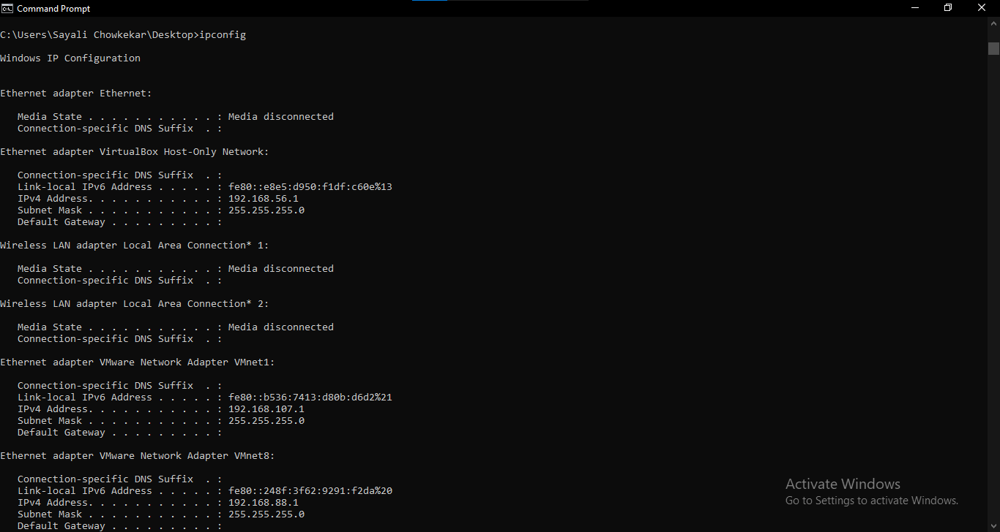 Command Prompt
C:\Users\Sayali Chowkekar\Desktop>ipconfig
Windows IP Configuration
Ethernet adapter Ethernet:
Media State . . . . . . . . . . . : Media disconnected
Connection-specific DNS Suffix . :
Ethernet adapter VirtualBox Host-Only Network:
Connection-specific DNS Suffix . :
Link-local IPv6 Address . . . . . : fe80::e8e5:d950:f1df:c60e%13
IPv4 Address. . . . . . . . . . . : 192.168.56.1
Subnet Mask . . . . . . . . . . . : 255.255.255.0
Default Gateway . . . . . . . . . :
Wireless LAN adapter Local Area Connection* 1:
Media State . . . . . . . . . . . : Media disconnected
Connection-specific DNS Suffix . :
Wireless LAN adapter Local Area Connection* 2:
Media State . . . . . . . . . . . : Media disconnected
Connection-specific DNS Suffix . :
Ethernet adapter VMware Network Adapter VMnet1:
Connection-specific DNS Suffix . :
Link-local IPv6 Address . . . . . : fe80::b536:7413:d80b:d6d2%21
IPv4 Address. . . . . . . . . . . : 192.168.107.1
Subnet Mask . . . . . . . . . . . : 255.255.255.0
Default Gateway . . . . . . . . . :
Ethernet adapter VMware Network Adapter VMnet8:
Connection-specific DNS Suffix . :
Link-local IPv6 Address . . . . . : fe80::248f:3f62:9291:f2da%20
IPv4 Address. . . . . . . . . . . : 192.168.88.1
Subnet Mask . . . . . . . . . . . : 255.255.255.0
Default Gateway . . . . . . . . . :
Activate Windows
Go to Settings to activate Windows.